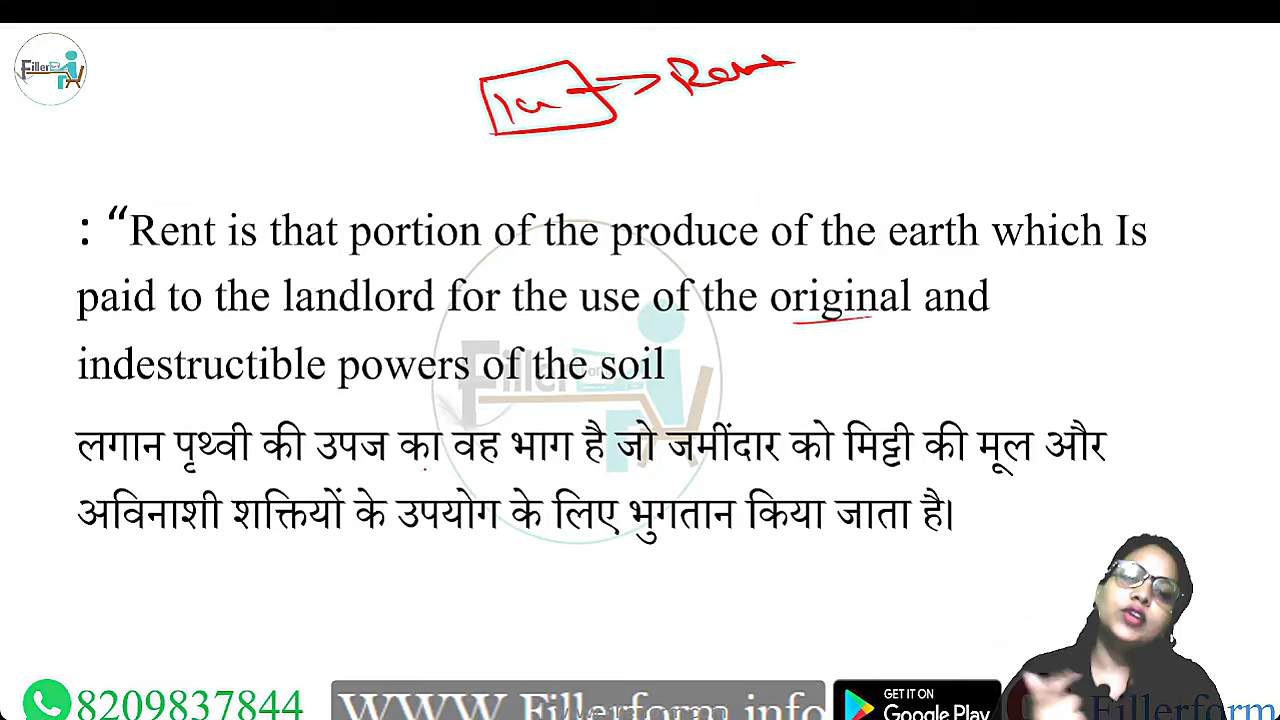 Rent
: “Rent is that portion of the produce of the earth which Is
paid to the landlord for the use of the original and
indestructible powers of the soil
लगान पृथ्वी की उपज का वह भाग है जो जमींदार को मिट्टी की मूल और
अविनाशी शक्तियों के उपयोग के लिए भुगतान किया जाता है।
8209837844
WWW.Fillerform.info
GET IT ON
Google Play
Fillerform